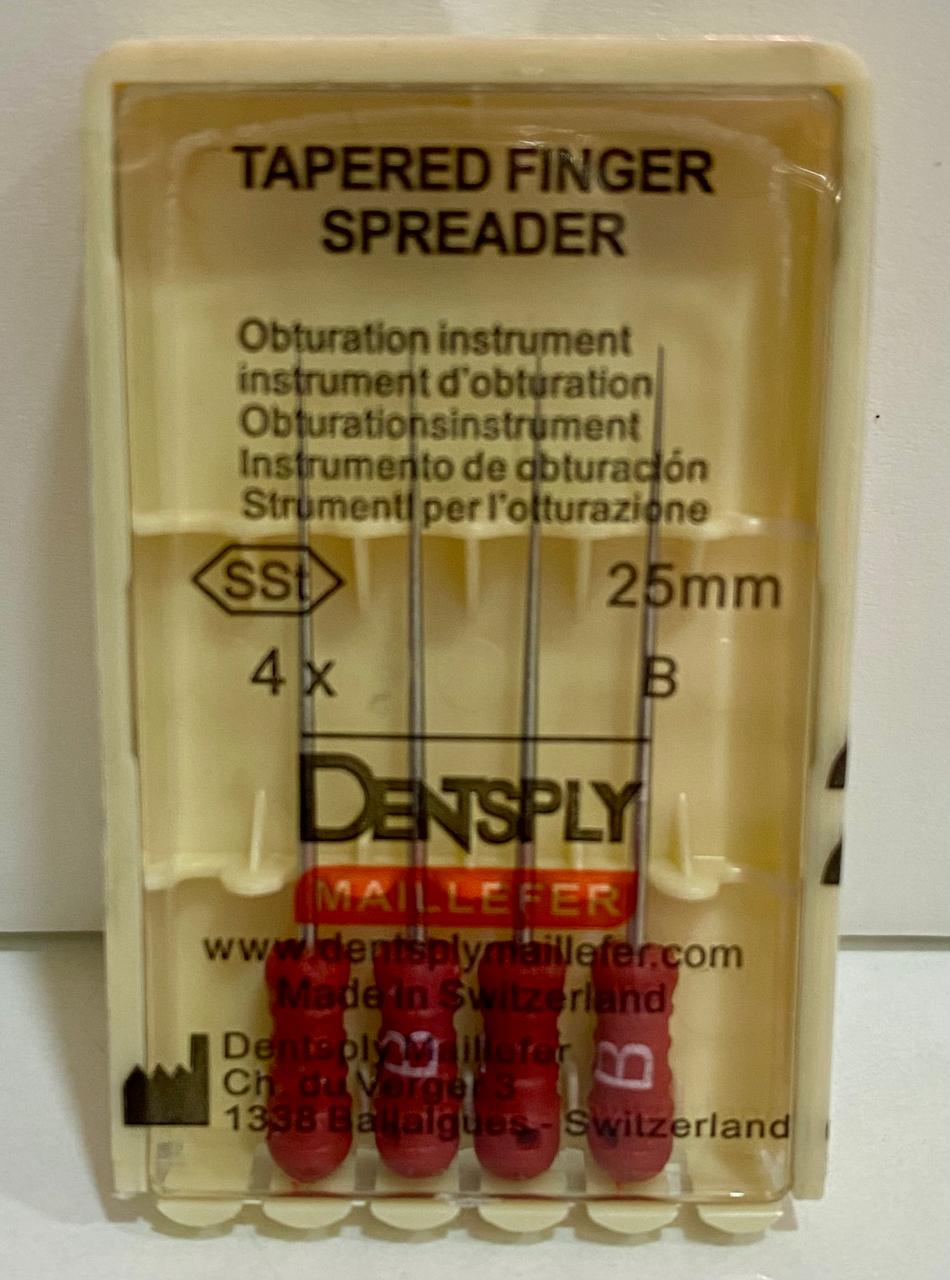 TAPERED FINGER
SPREADER
Obturation instrument
instrument d'obturation
Obturationsinstrument
Instrumento de obturación
Strumenti per l'otturazione
SSt 25mm
4 x B
DENTSPLY
MAILLEFER
www.dentsplymaillefer.com
Made in Switzerland
Dentsply Maillefer
Ch. du Verger 3
1338 Ballaigues - Switzerland
B B